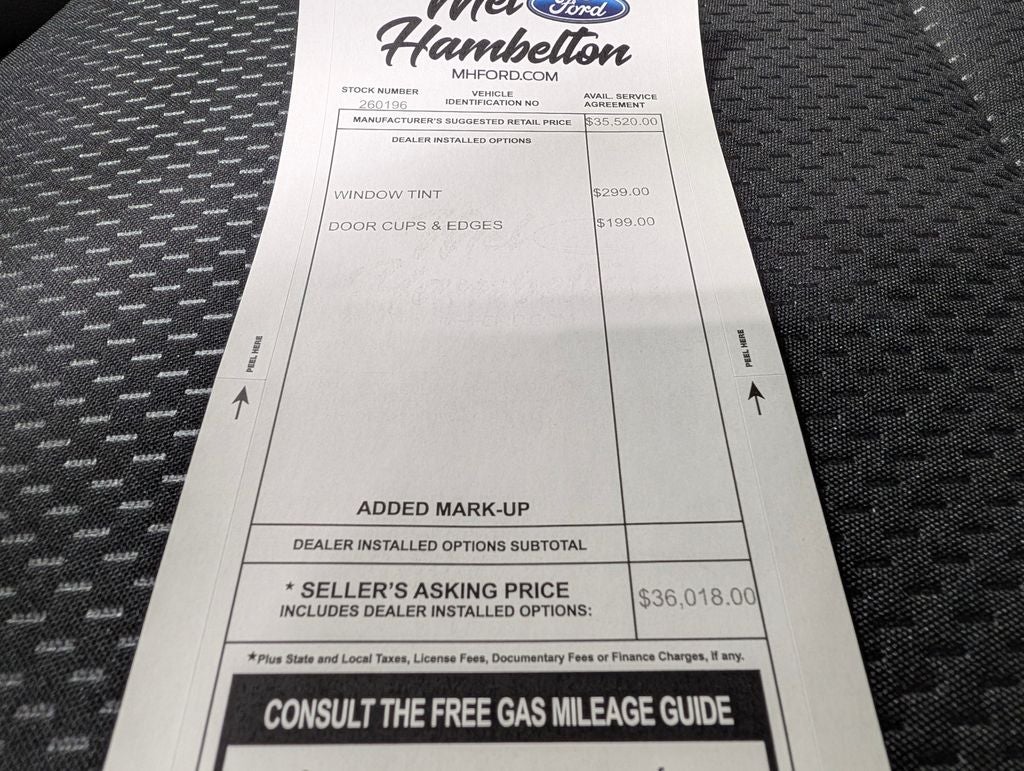 Mel Ford
Hambelton
MHFORD.COM
STOCK NUMBER
260196
VEHICLE
IDENTIFICATION NO
AVAIL. SERVICE
AGREEMENT
MANUFACTURER'S SUGGESTED RETAIL PRICE $35,520.00
DEALER INSTALLED OPTIONS
WINDOW TINT $299.00
DOOR CUPS & EDGES $199.00
PEEL HERE
PEEL HERE
ADDED MARK-UP
DEALER INSTALLED OPTIONS SUBTOTAL
* SELLER'S ASKING PRICE
INCLUDES DEALER INSTALLED OPTIONS:
$36,018.00
*Plus State and Local Taxes, License Fees, Documentary Fees or Finance Charges, If any.
CONSULT THE FREE GAS MILEAGE GUIDE